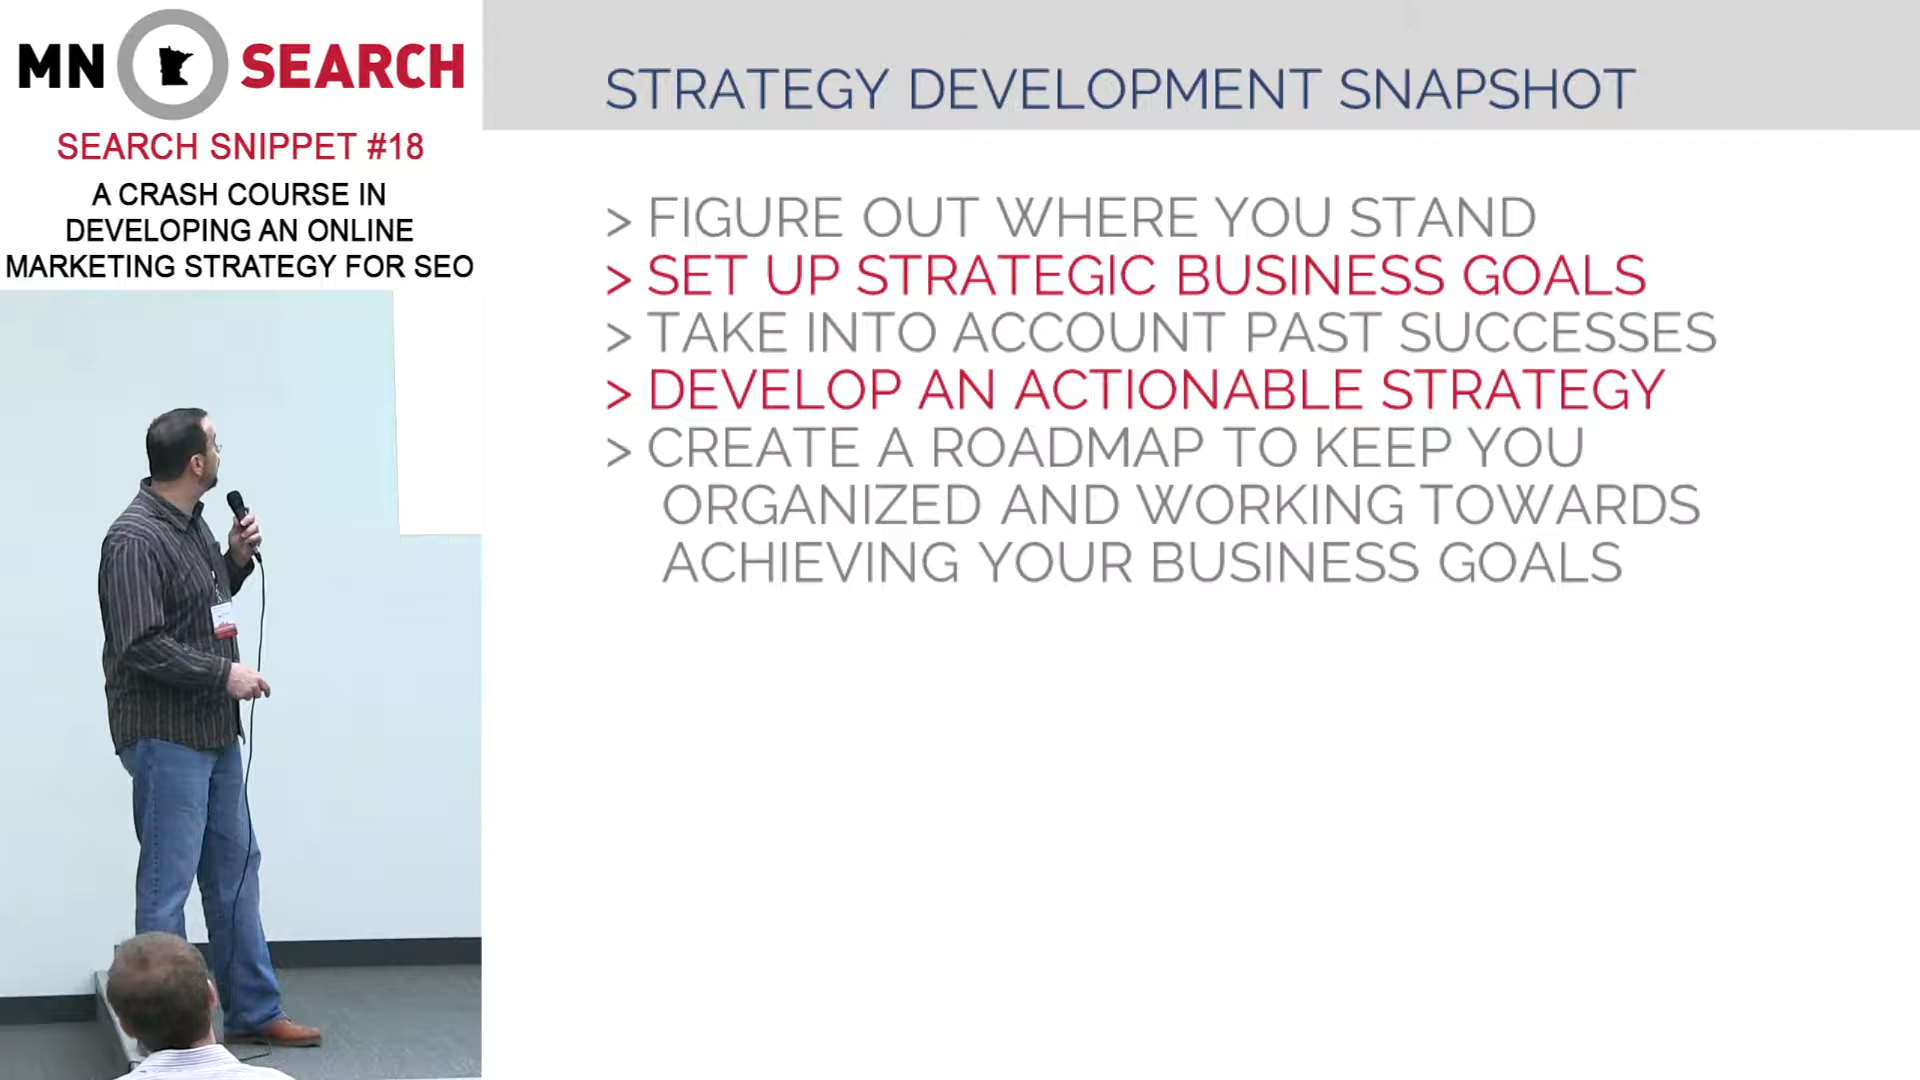 MN SEARCH
SEARCH SNIPPET #18
A CRASH COURSE IN
DEVELOPING AN ONLINE
MARKETING STRATEGY FOR SEO
STRATEGY DEVELOPMENT SNAPSHOT
> FIGURE OUT WHERE YOU STAND
> SET UP STRATEGIC BUSINESS GOALS
> TAKE INTO ACCOUNT PAST SUCCESSES
> DEVELOP AN ACTIONABLE STRATEGY
> CREATE A ROADMAP TO KEEP YOU
ORGANIZED AND WORKING TOWARDS
ACHIEVING YOUR BUSINESS GOALS